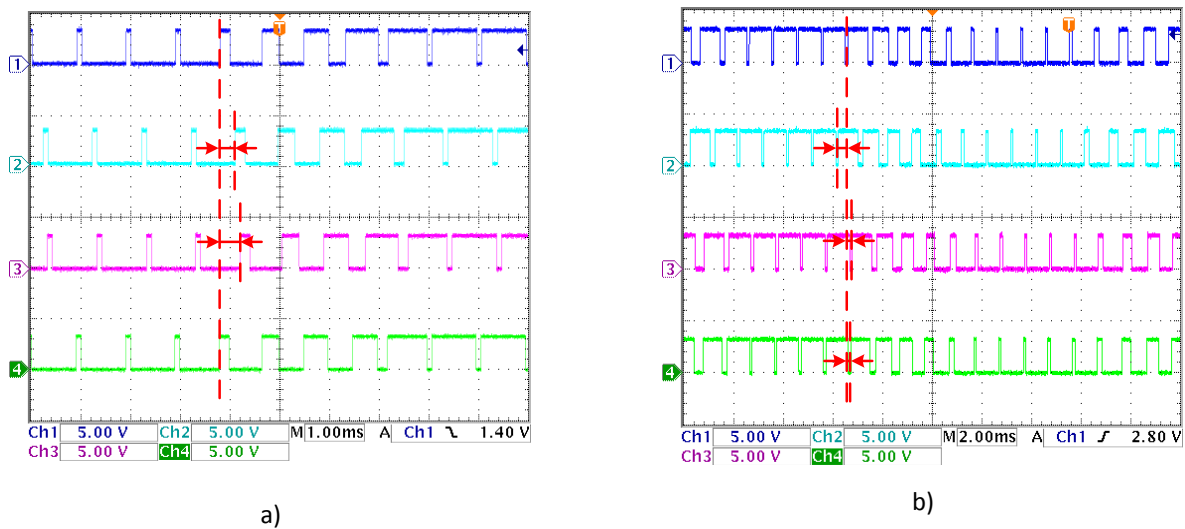 T
1
2
3
4
Ch1 5.00 V Ch2 5.00 V M 1.00ms A Ch1 1.40 V
Ch3 5.00 V Ch4 5.00 V
a)
T
1
2
3
4
Ch1 5.00 V Ch2 5.00 V M 2.00ms A Ch1 2.80 V
Ch3 5.00 V Ch4 5.00 V
b)